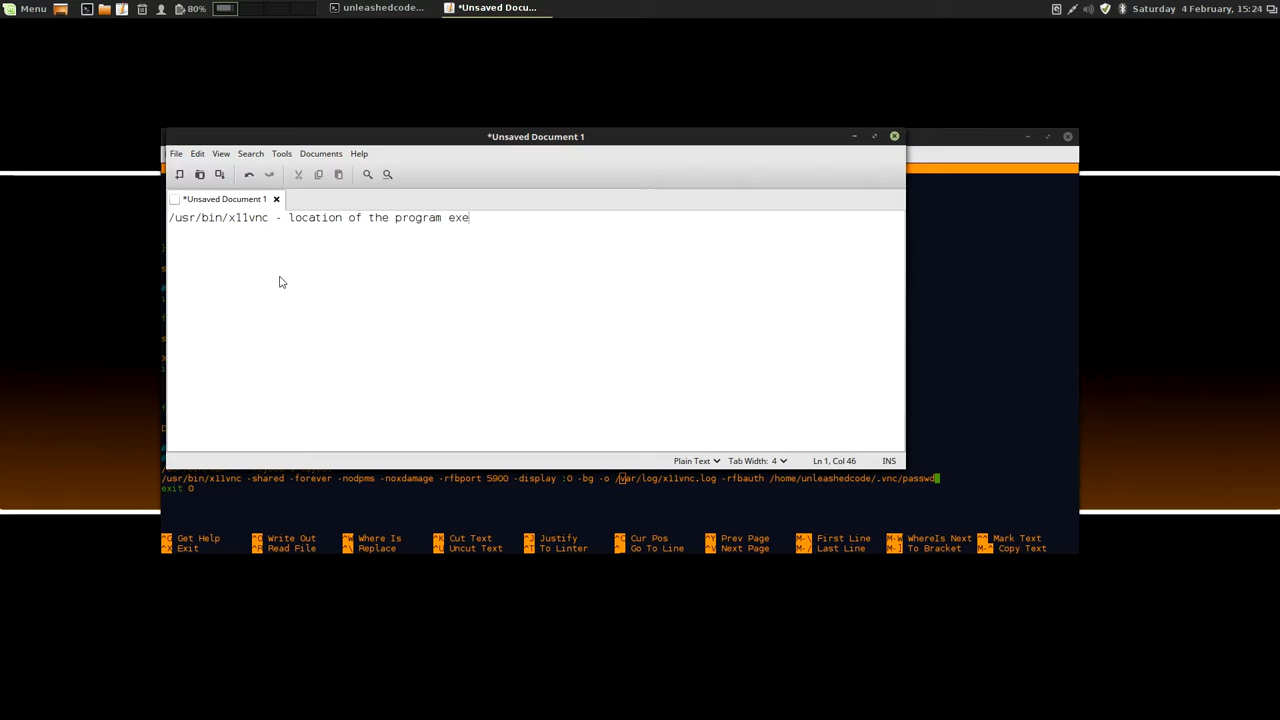 Menu 80% unleashedcode... *Unsaved Docu... Saturday 4 February, 15:24
*Unsaved Document 1
File Edit View Search Tools Documents Help
*Unsaved Document 1
/usr/bin/x11vnc - location of the program exe
Plain Text Tab Width: 4 Ln 1, Col 46 INS
/usr/bin/x11vnc -shared -forever -nodpms -noxdamage -rfbport 5900 -display :0 -bg -o /var/log/x11vnc.log -rfbauth /home/unleashedcode/.vnc/passwd
exit 0
^G Get Help ^O Write Out ^W Where Is ^K Cut Text ^J Justify ^C Cur Pos ^Y Prev Page M-\ First Line M-W WhereIs Next ^^ Mark Text
^X Exit ^R Read File ^\ Replace ^U Uncut Text ^T To Linter ^_ Go To Line ^V Next Page M-/ Last Line M-] To Bracket M-^ Copy Text